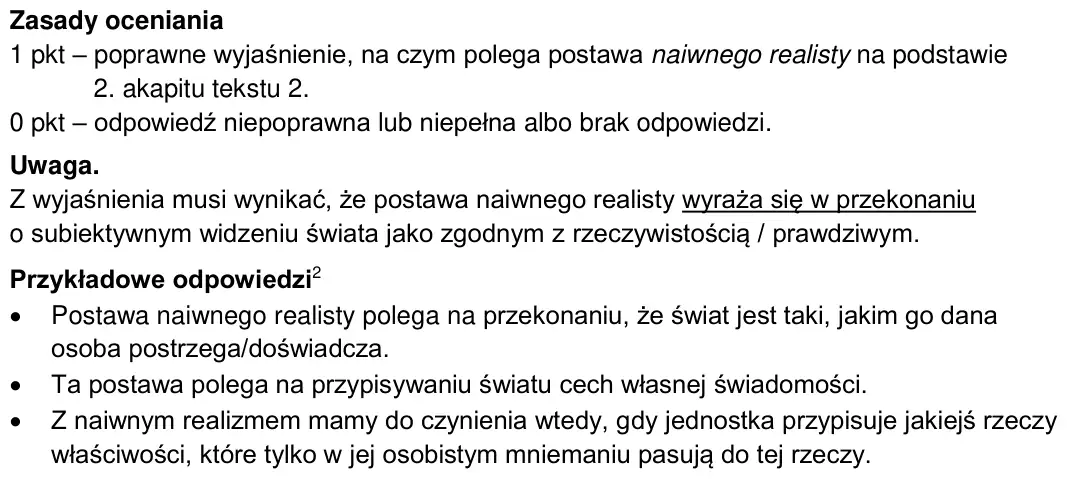 Zasady oceniania
1 pkt – poprawne wyjaśnienie, na czym polega postawa naiwnego realisty na podstawie
2. akapitu tekstu 2.
0 pkt – odpowiedź niepoprawna lub niepełna albo brak odpowiedzi.
Uwaga.
Z wyjaśnienia musi wynikać, że postawa naiwnego realisty wyraża się w przekonaniu
o subiektywnym widzeniu świata jako zgodnym z rzeczywistością / prawdziwym.
Przykładowe odpowiedzi²
• Postawa naiwnego realisty polega na przekonaniu, że świat jest taki, jakim go dana
osoba postrzega/doświadcza.
• Ta postawa polega na przypisywaniu światu cech własnej świadomości.
• Z naiwnym realizmem mamy do czynienia wtedy, gdy jednostka przypisuje jakiejś rzeczy
właściwości, które tylko w jej osobistym mniemaniu pasują do tej rzeczy.